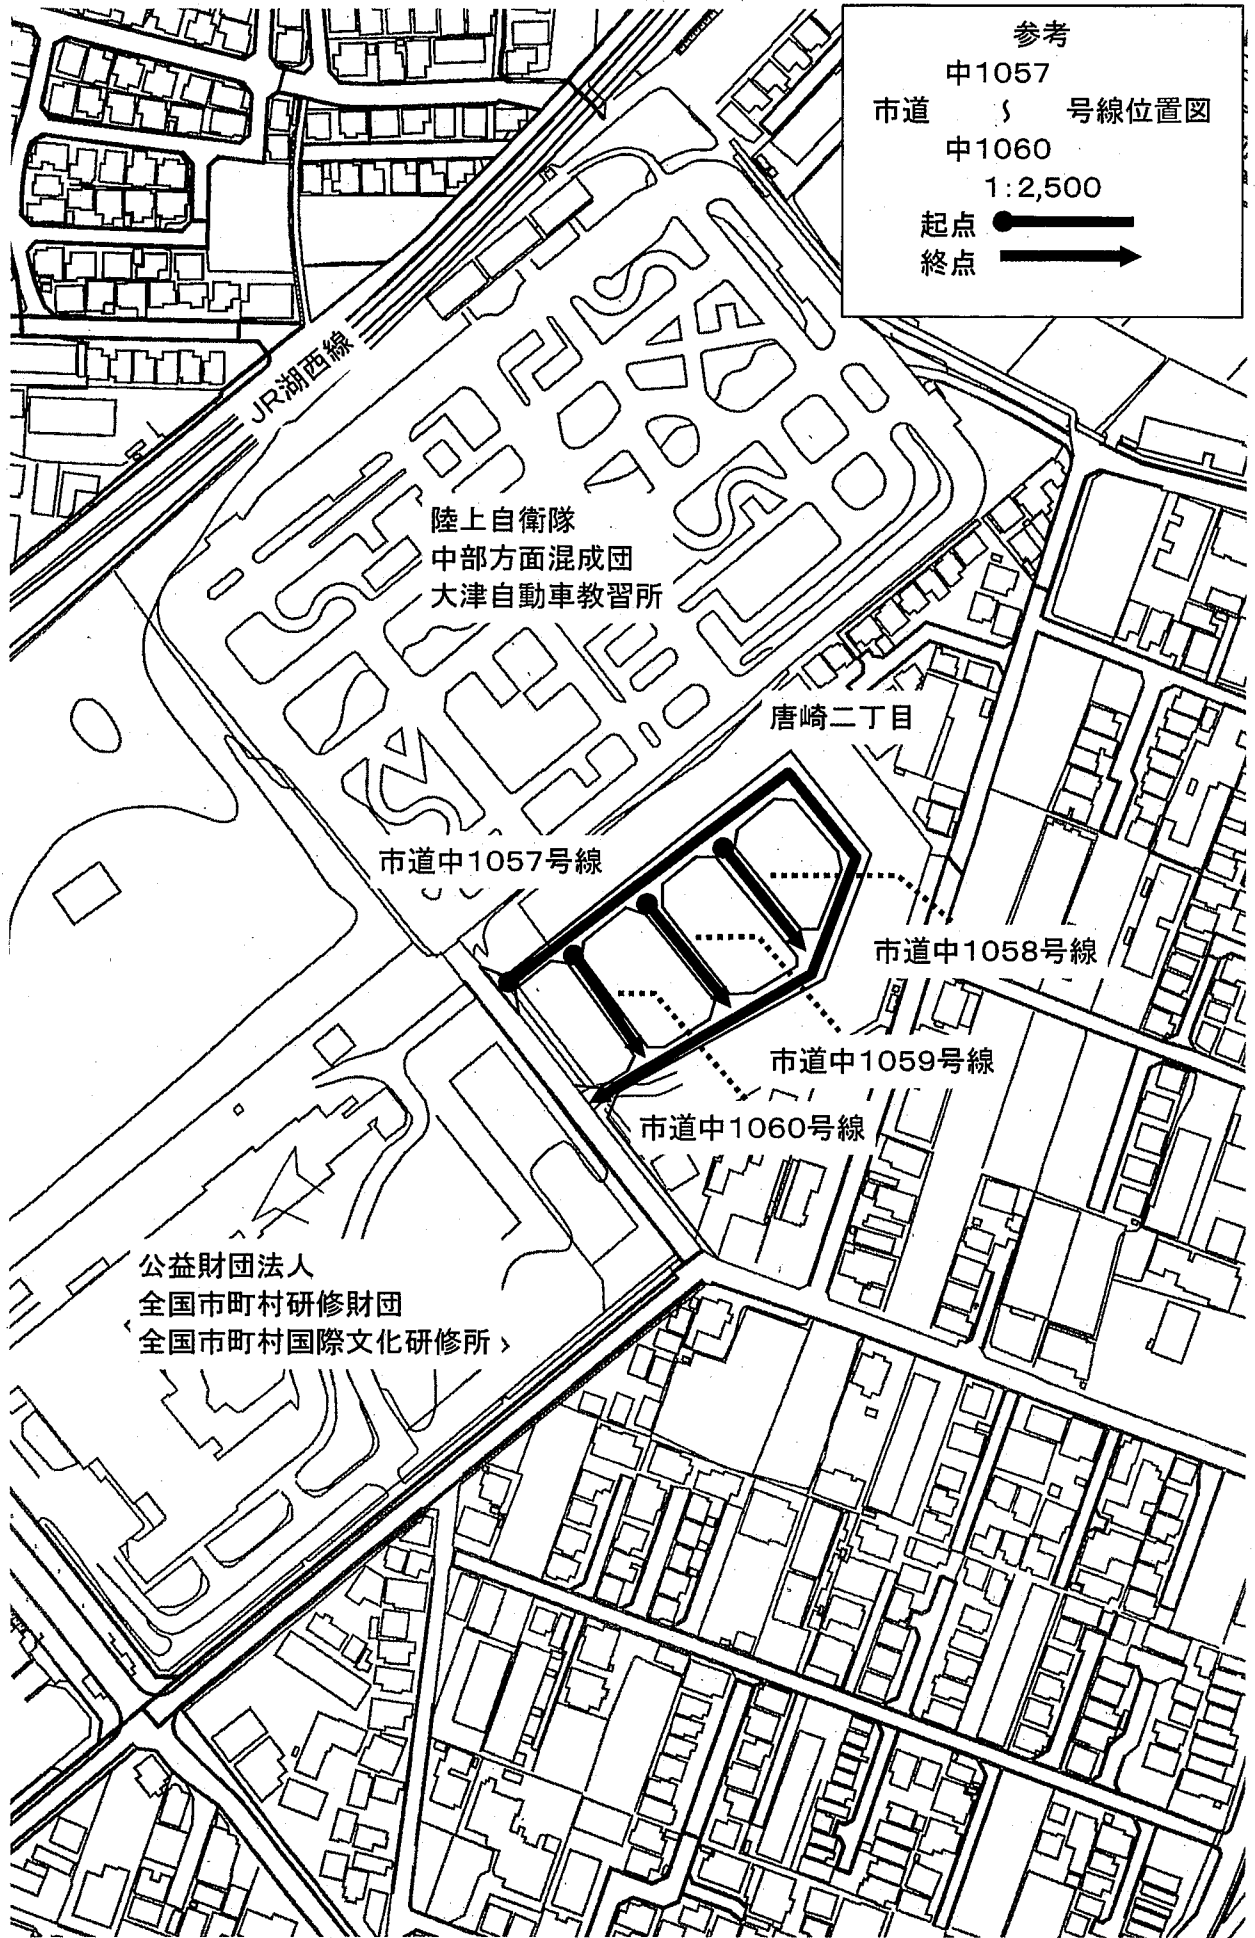 参考
中1057
市道 ～ 号線位置図
中1060
1:2,500
起点
終点
JR湖西線
陸上自衛隊
中部方面混成団
大津自動車教習所
唐崎二丁目
市道中1057号線
市道中1058号線
市道中1059号線
市道中1060号線
公益財団法人
全国市町村研修財団
全国市町村国際文化研修所